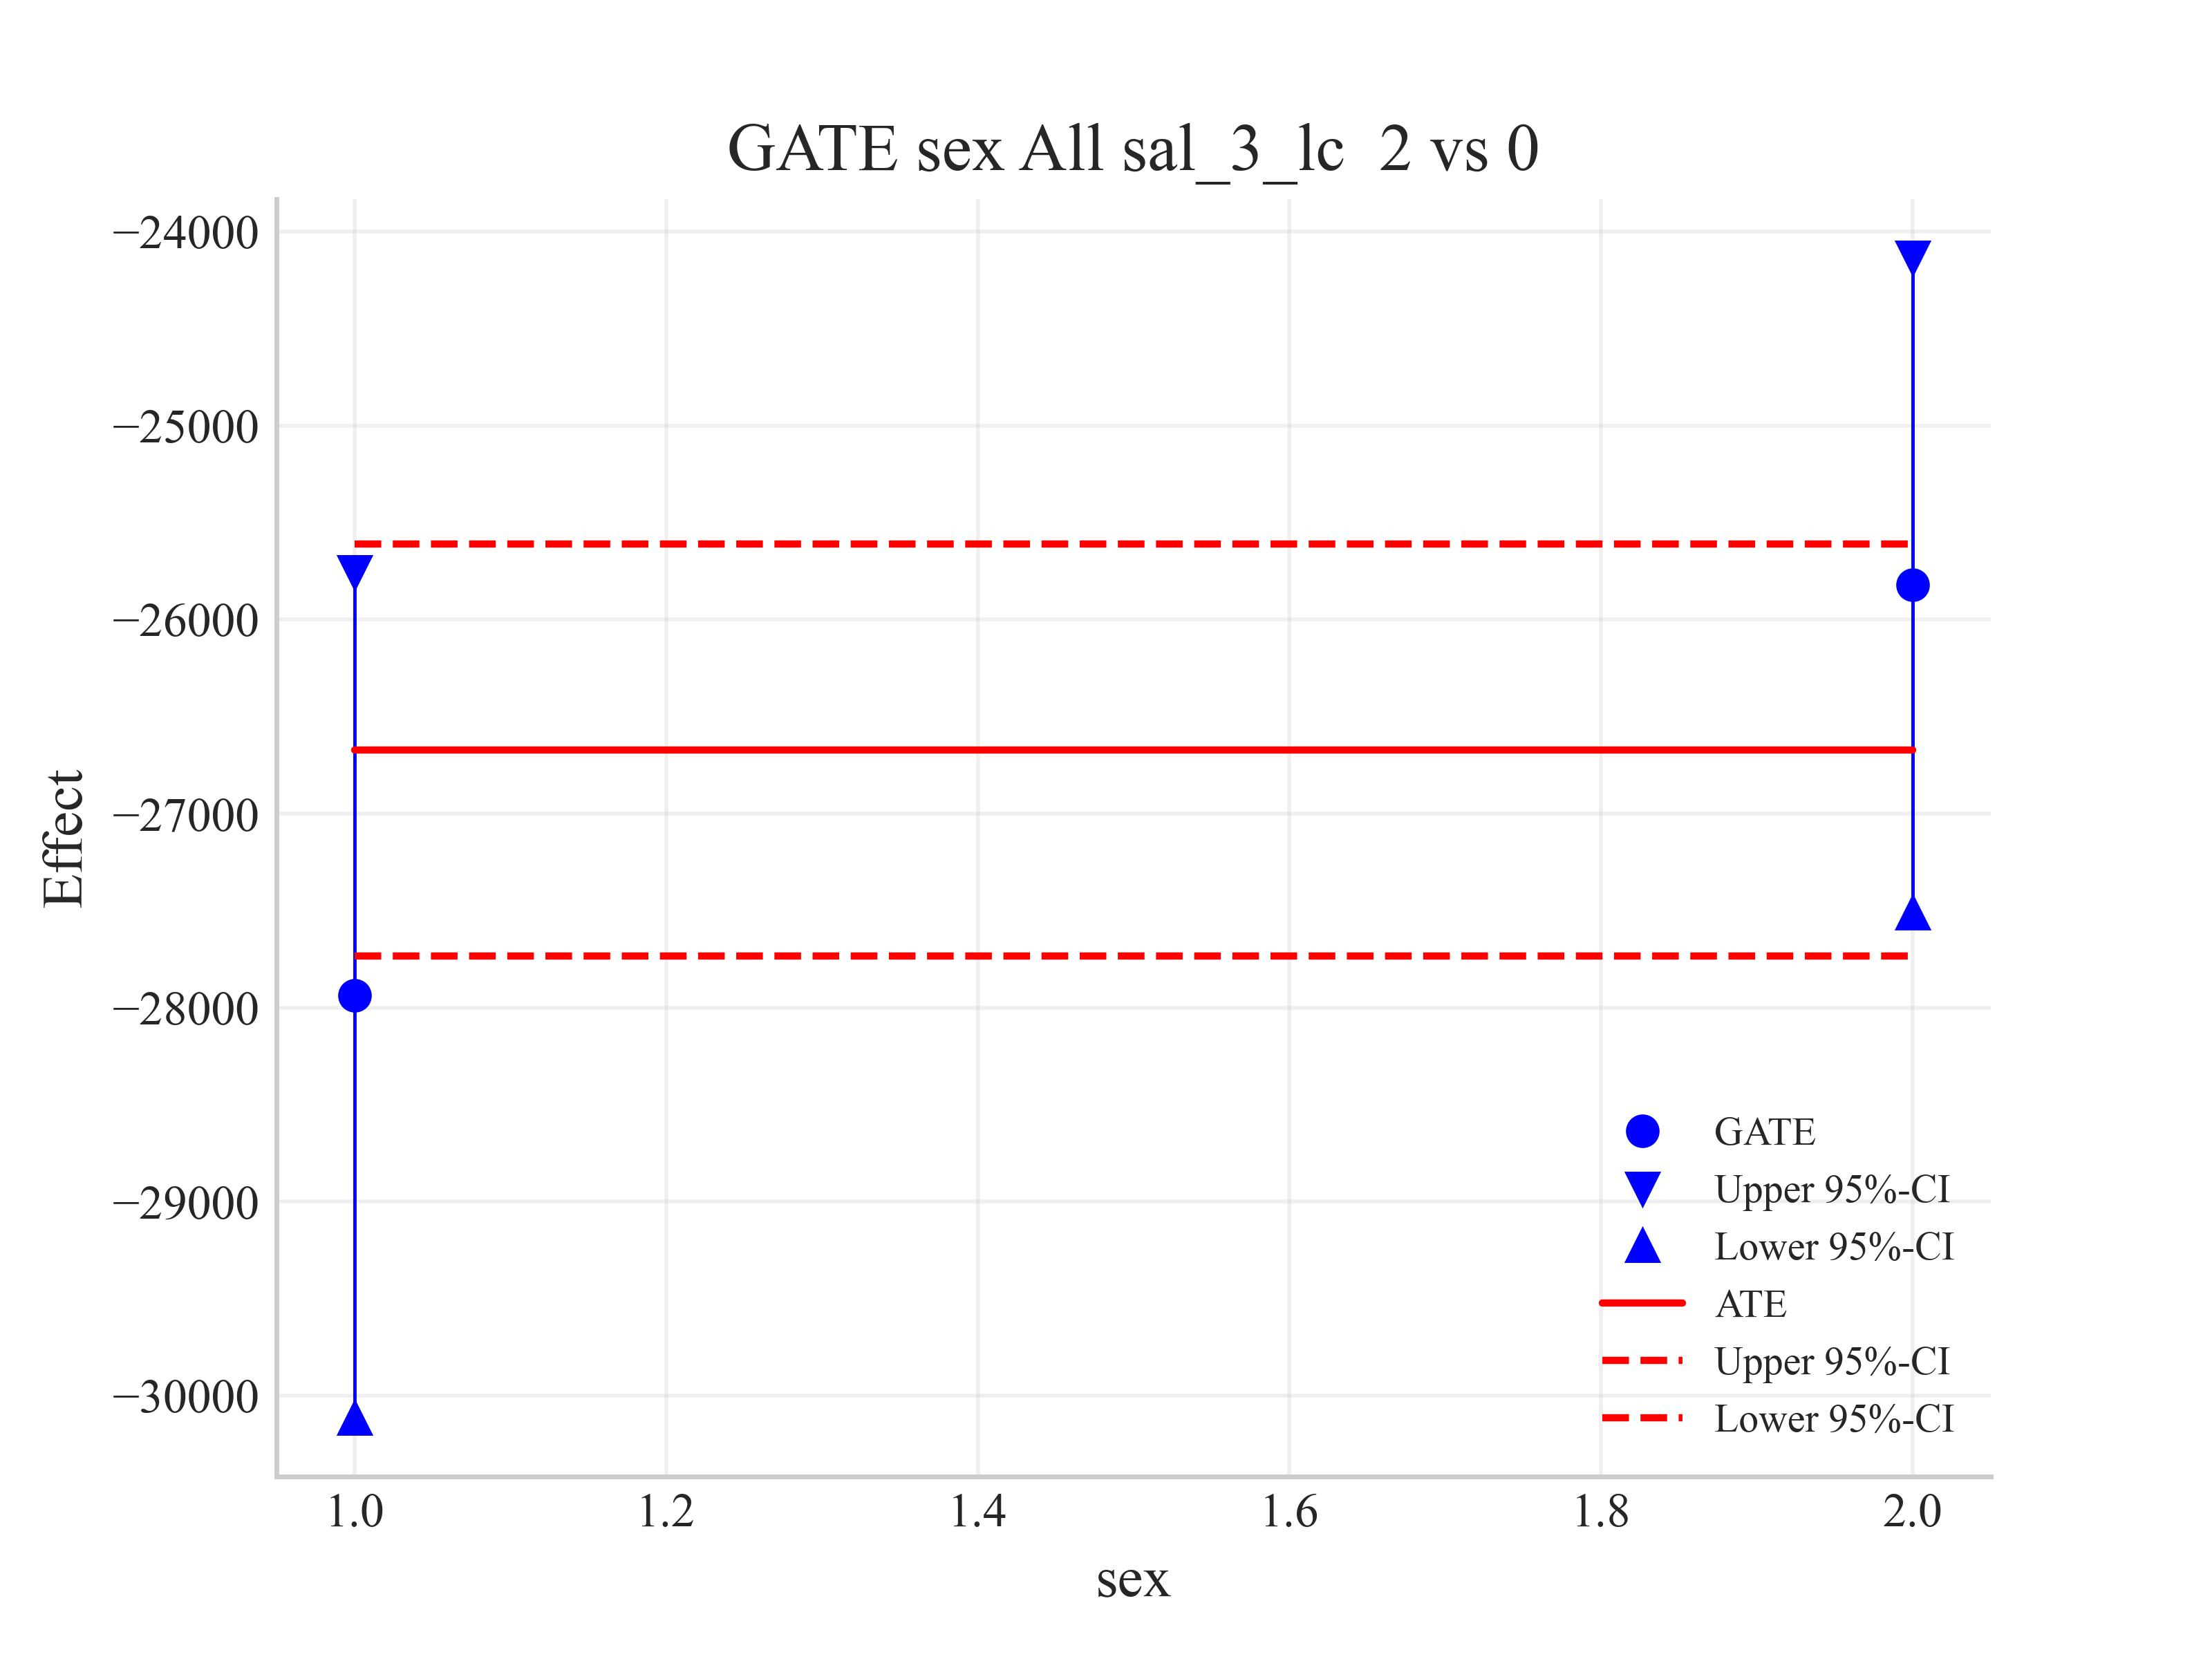 GATE sex All sal_3_lc  2 vs 0
−24000
−25000
−26000
−27000
−28000
−29000
−30000
Effect
1.0
1.2
1.4
1.6
1.8
2.0
sex
GATE
Upper 95%-CI
Lower 95%-CI
ATE
Upper 95%-CI
Lower 95%-CI